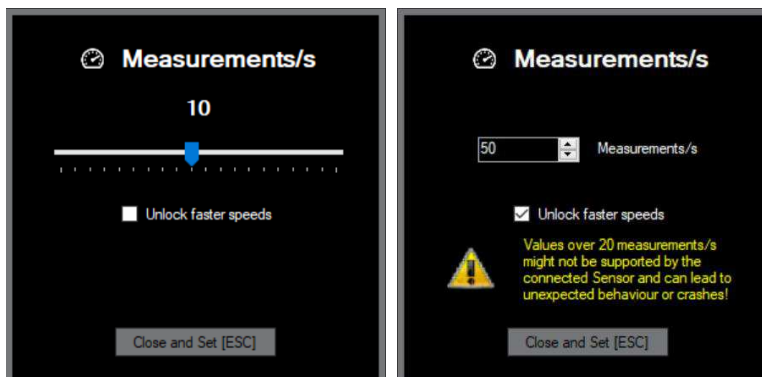 Measurements/s
10
Unlock faster speeds
Close and Set [ESC]
Measurements/s
50 Measurements/s
Unlock faster speeds
Values over 20 measurements/s
might not be supported by the
connected Sensor and can lead to
unexpected behaviour or crashes!
Close and Set [ESC]